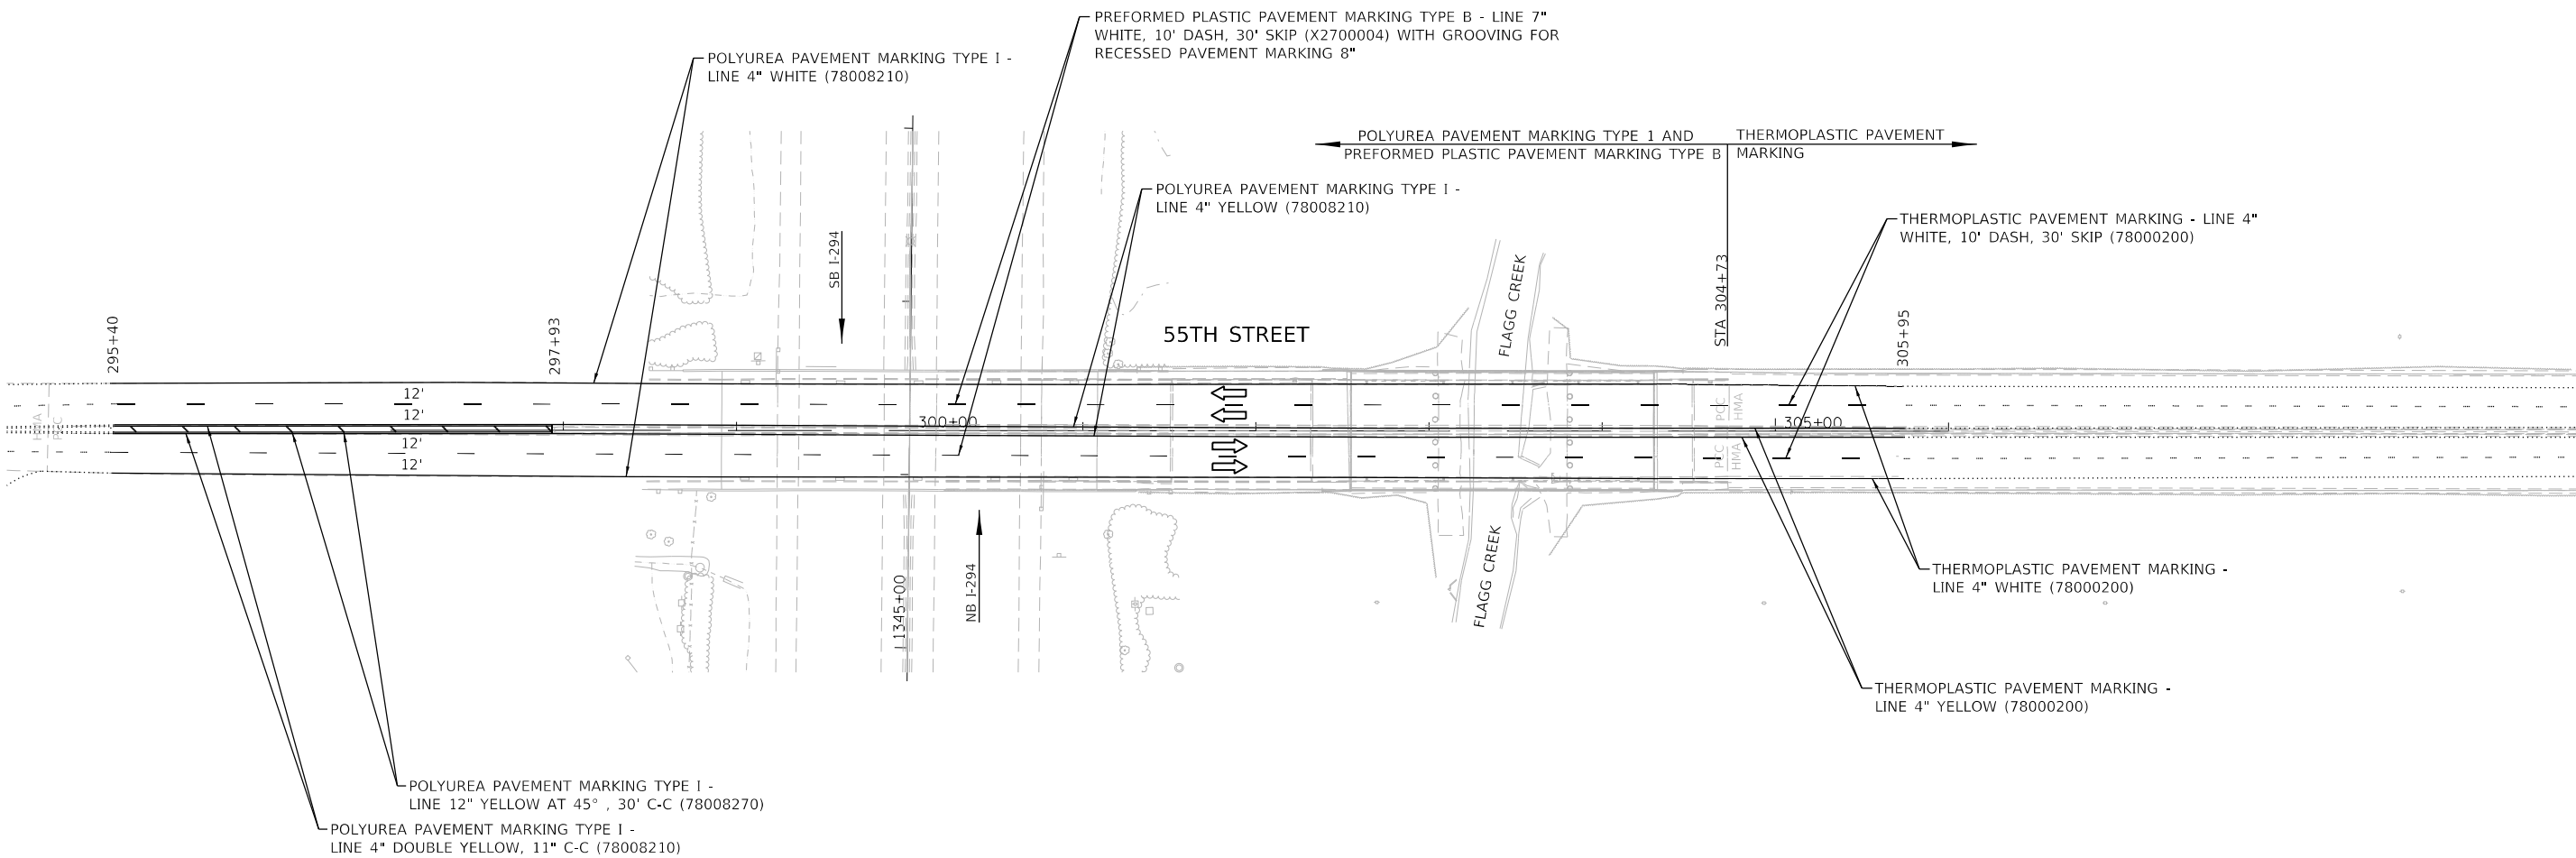 PREFORMED PLASTIC PAVEMENT MARKING TYPE B - LINE 7"
WHITE, 10' DASH, 30' SKIP (X2700004) WITH GROOVING FOR
RECESSED PAVEMENT MARKING 8"
POLYUREA PAVEMENT MARKING TYPE I -
LINE 4" WHITE (78008210)
POLYUREA PAVEMENT MARKING TYPE 1 AND
PREFORMED PLASTIC PAVEMENT MARKING TYPE B
THERMOPLASTIC PAVEMENT
MARKING
POLYUREA PAVEMENT MARKING TYPE I -
LINE 4" YELLOW (78008210)
THERMOPLASTIC PAVEMENT MARKING - LINE 4"
WHITE, 10' DASH, 30' SKIP (78000200)
SB I-294
FLAGG CREEK
STA 304+73
295+40
297+93
55TH STREET
305+95
12'
12'
12'
12'
HMA
PCC
300+00
305+00
PCC
HMA
PCC
HMA
1345+00
NB I-294
FLAGG CREEK
THERMOPLASTIC PAVEMENT MARKING -
LINE 4" WHITE (78000200)
THERMOPLASTIC PAVEMENT MARKING -
LINE 4" YELLOW (78000200)
POLYUREA PAVEMENT MARKING TYPE I -
LINE 12" YELLOW AT 45° , 30' C-C (78008270)
POLYUREA PAVEMENT MARKING TYPE I -
LINE 4" DOUBLE YELLOW, 11" C-C (78008210)